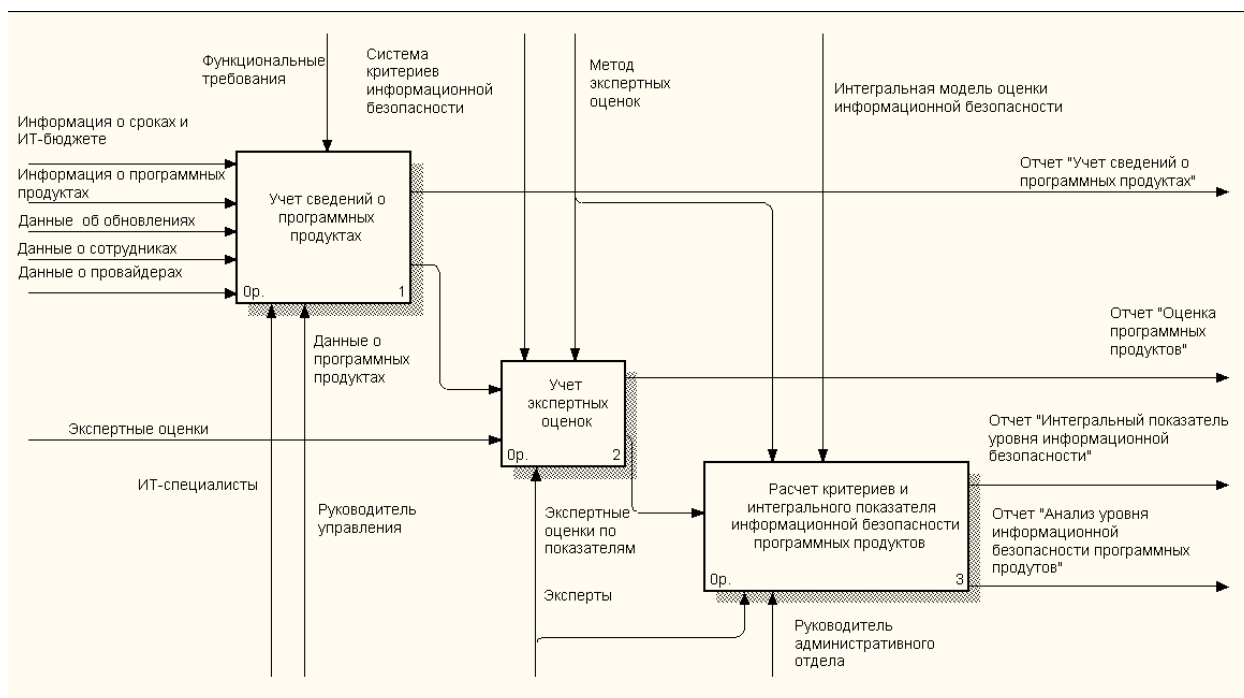 Функциональные
требования
Система
критериев
информационной
безопасности
Метод
экспертных
оценок
Интегральная модель оценки
информационной безопасности
Информация о сроках и
ИТ-бюджете
Информация о программных
продуктах
Данные об обновлениях
Данные о сотрудниках
Данные о провайдерах
Учет сведений о
программных
продуктах
0р.
1
Отчет "Учет сведений о
программных продуктах"
Данные о
программных
продуктах
Отчет "Оценка
программных
продуктов"
Учет
экспертных
оценок
0р.
2
Экспертные оценки
ИТ-специалисты
Руководитель
управления
Экспертные
оценки по
показателям
Эксперты
Расчет критериев и
интегрального показателя
информационной безопасности
программных продуктов
0р.
3
Отчет "Интегральный показатель
уровня информационной
безопасности"
Отчет "Анализ уровня
информационной
безопасности программных
продутов"
Руководитель
административного
отдела